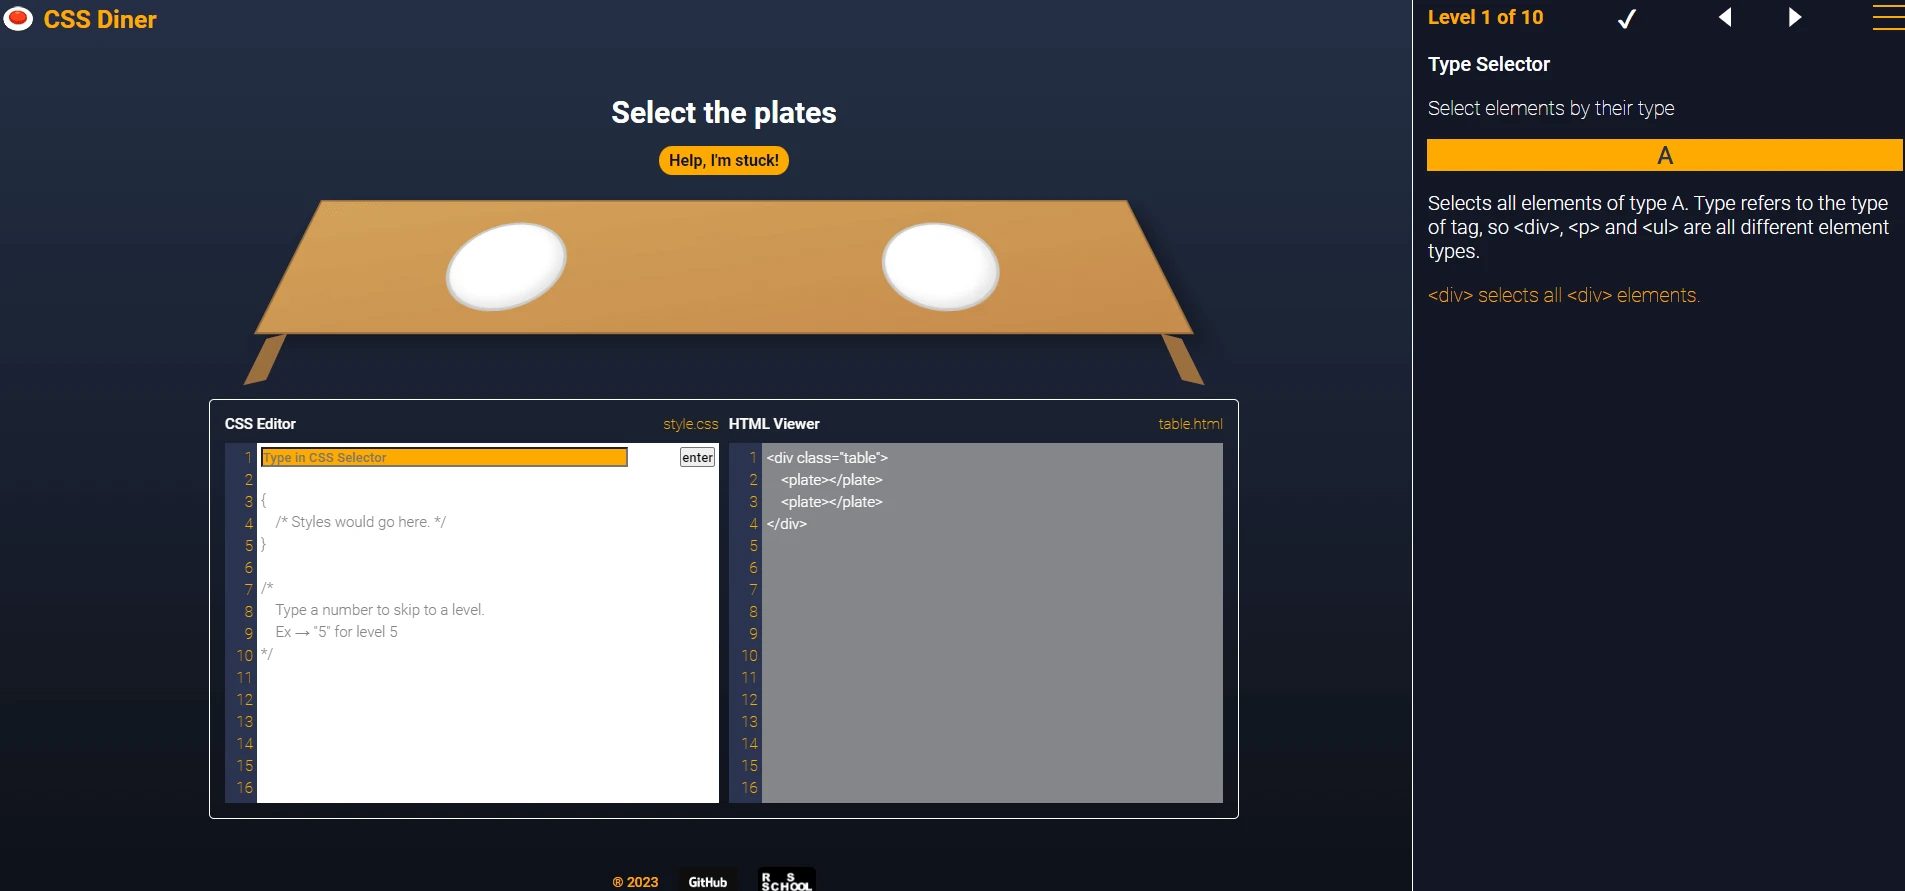 CSS Diner
Select the plates
Help, I'm stuck!
CSS Editor
style.css
1 Type in CSS Selector enter
2
3 {
4 /* Styles would go here. */
5 }
6
7 /*
8 Type a number to skip to a level.
9 Ex → "5" for level 5
10 */
11
12
13
14
15
16
HTML Viewer
table.html
1 <div class="table">
2 <plate></plate>
3 <plate></plate>
4 </div>
5
6
7
8
9
10
11
12
13
14
15
16
® 2023
GitHub
R S
SCHOOL
Level 1 of 10
Type Selector
Select elements by their type
A
Selects all elements of type A. Type refers to the type
of tag, so <div>, <p> and <ul> are all different element
types.
<div> selects all <div> elements.